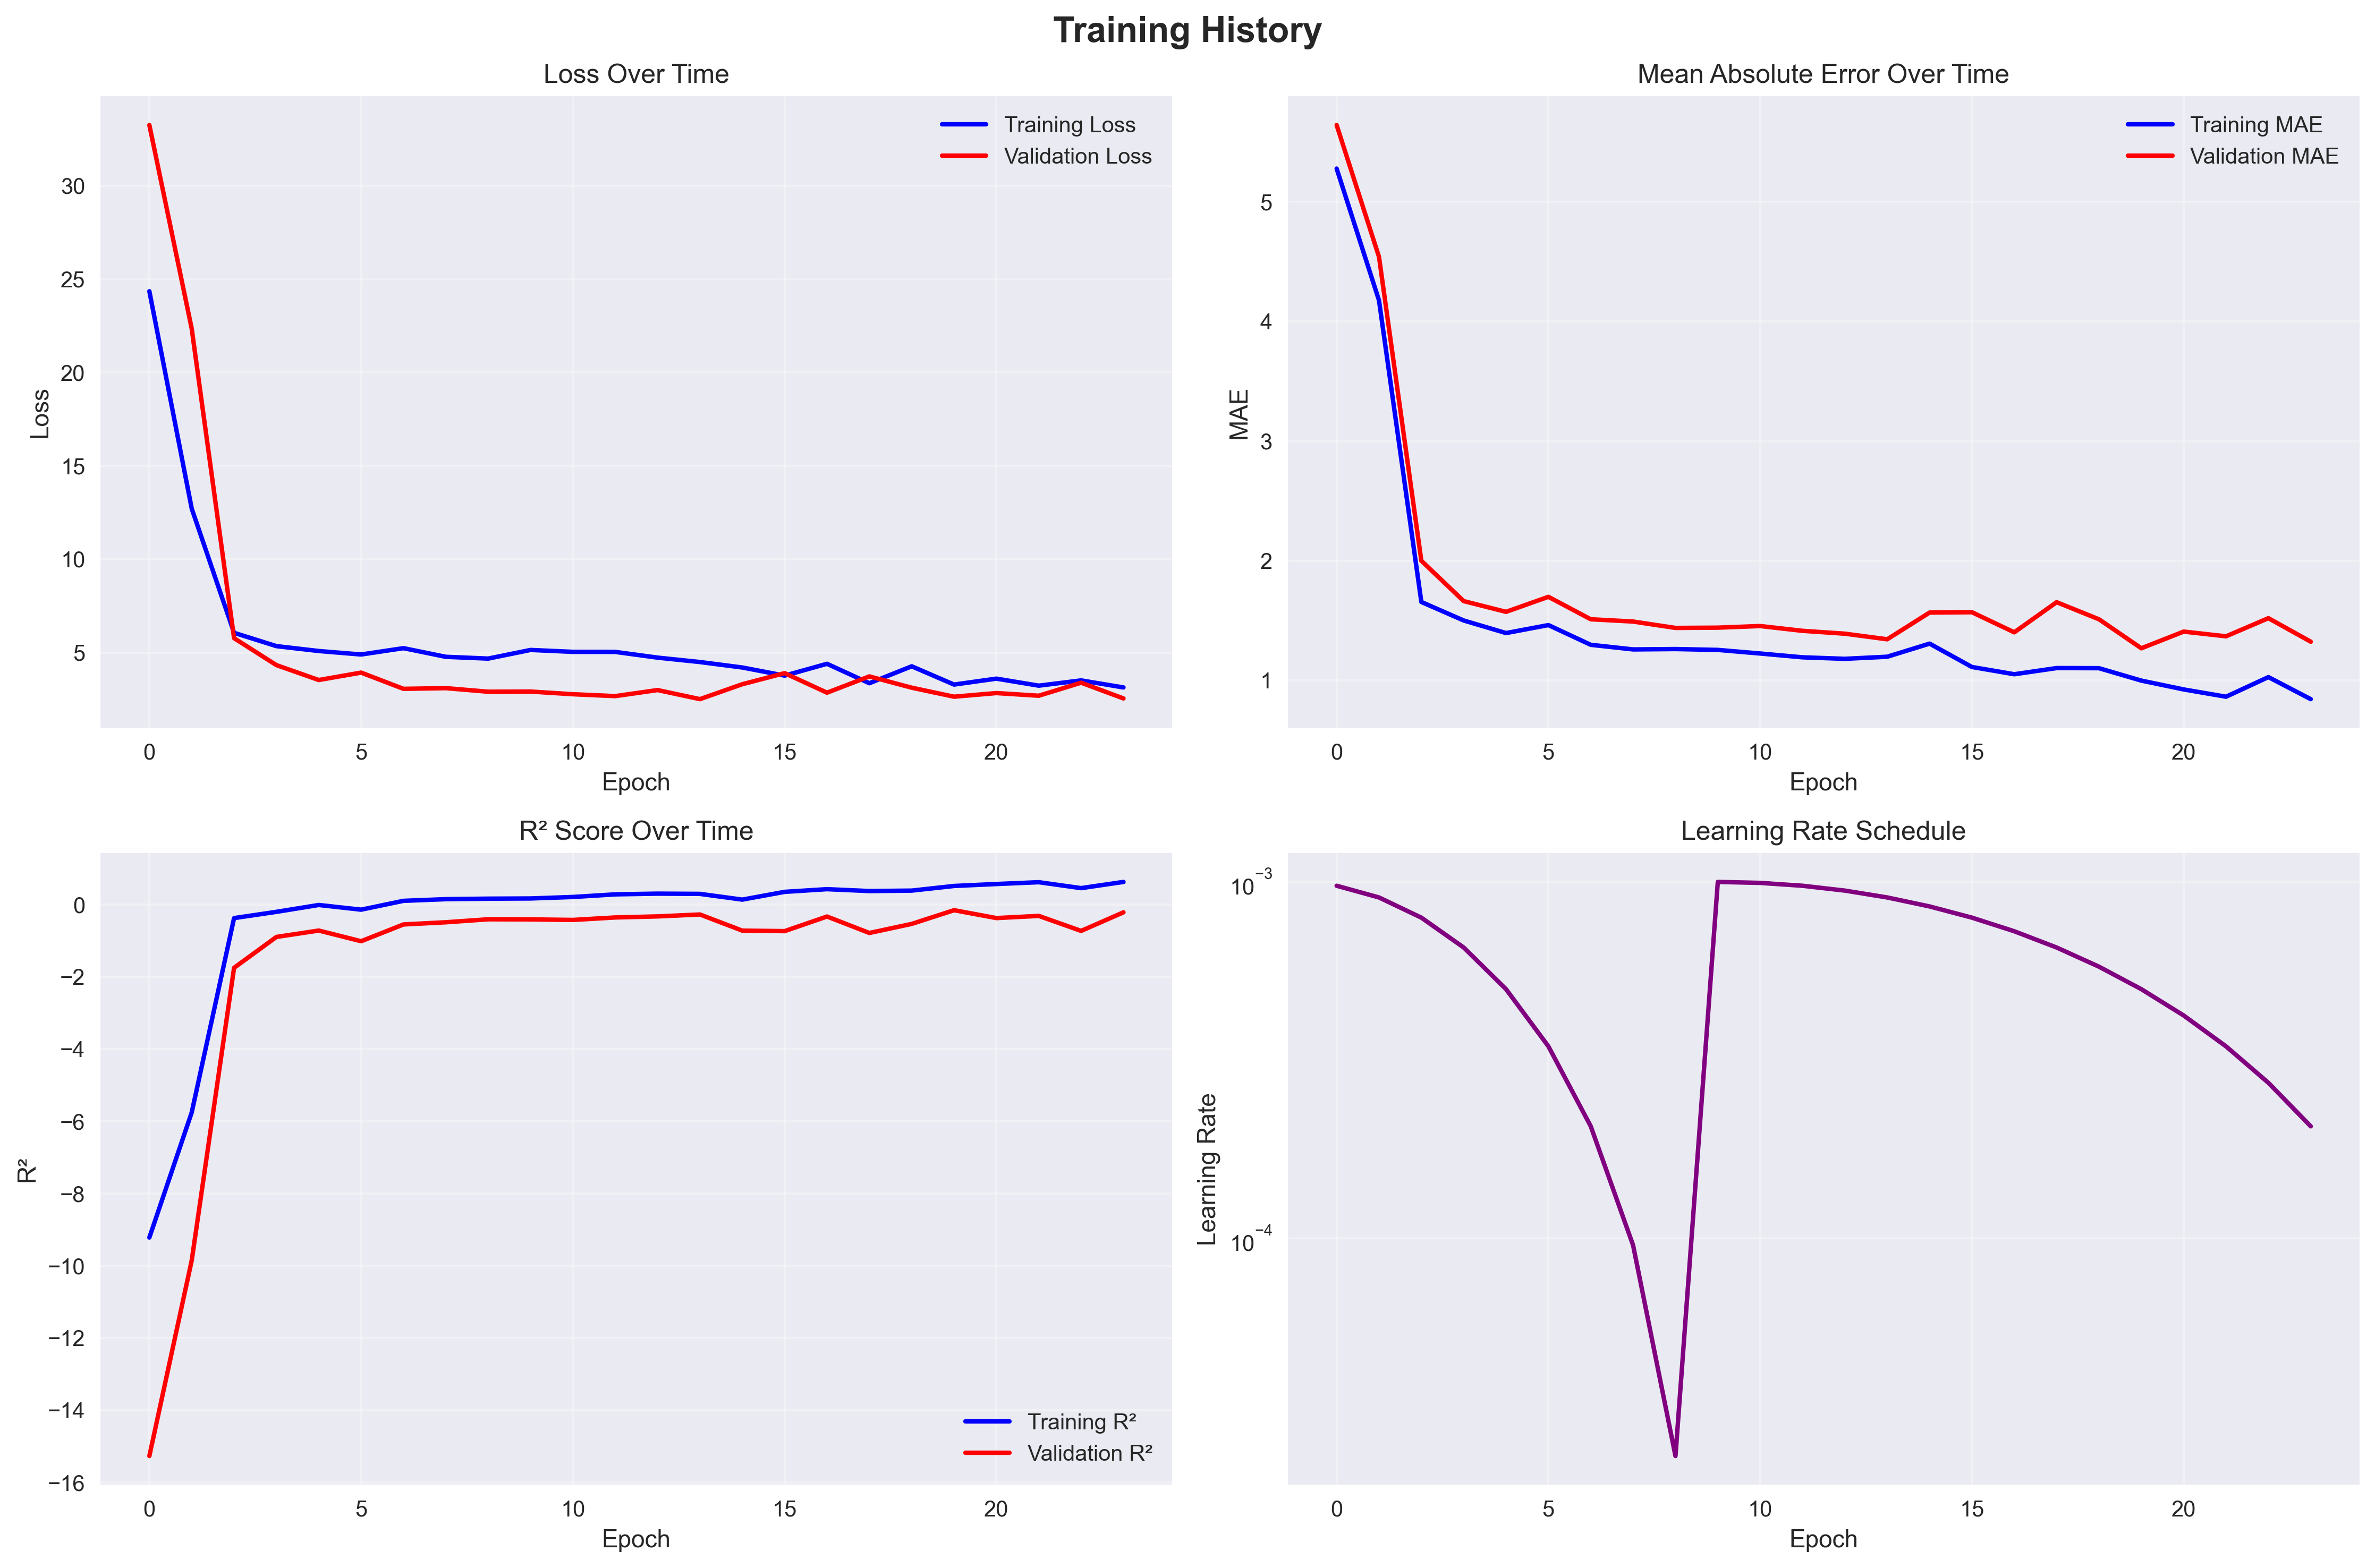 Training History
Loss Over Time
Training Loss
Validation Loss
Loss
30
25
20
15
10
5
0 5 10 15 20
Epoch
Mean Absolute Error Over Time
Training MAE
Validation MAE
MAE
5
4
3
2
1
0 5 10 15 20
Epoch
R² Score Over Time
R²
0
−2
−4
−6
−8
−10
−12
−14
−16
Training R²
Validation R²
0 5 10 15 20
Epoch
Learning Rate Schedule
Learning Rate
10⁻³
10⁻⁴
0 5 10 15 20
Epoch